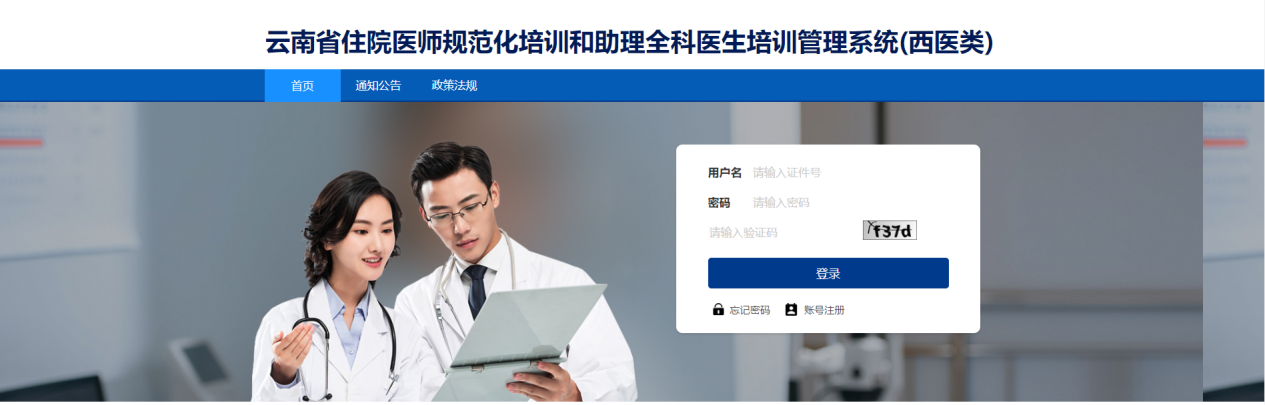 云南省住院医师规范化培训和助理全科医生培训管理系统(西医类)
首页 通知公告 政策法规
用户名 请输入证件号
密码 请输入密码
请输入验证码 f37d
登录
忘记密码 账号注册